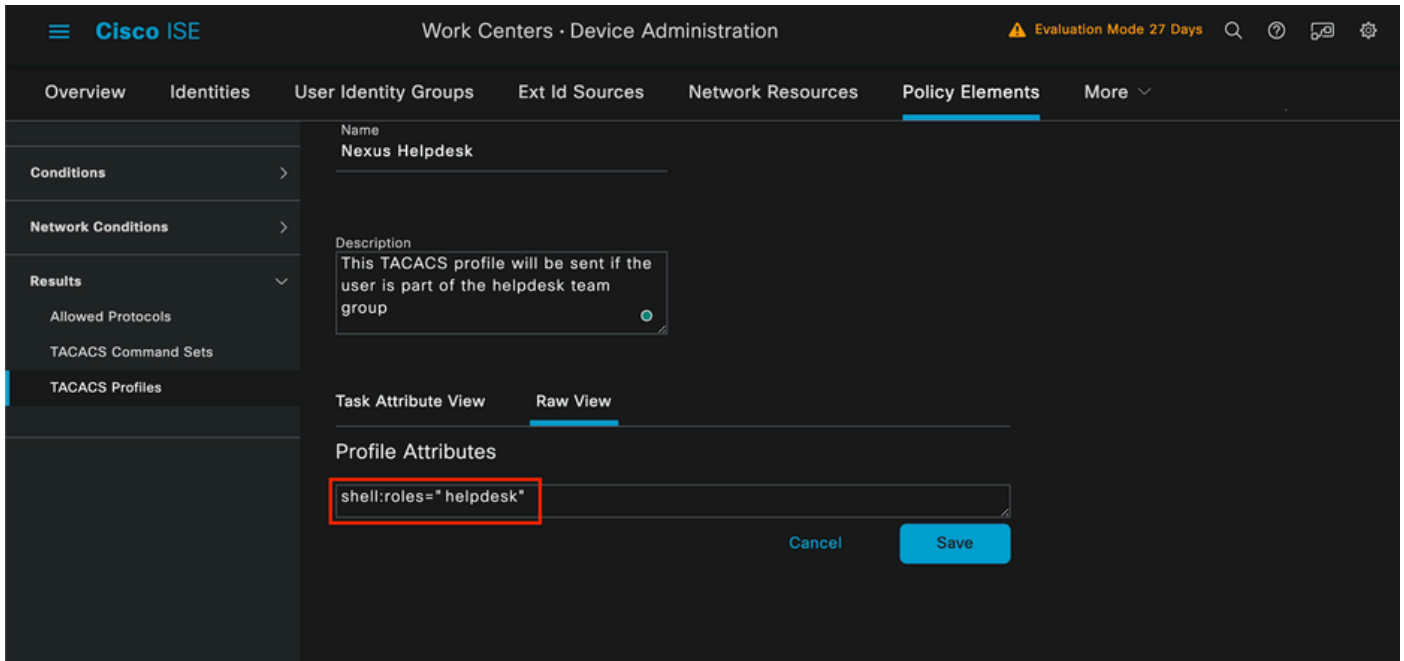 Cisco ISE
Work Centers · Device Administration
Evaluation Mode 27 Days
Overview
Identities
User Identity Groups
Ext Id Sources
Network Resources
Policy Elements
More
Conditions
Network Conditions
Results
Allowed Protocols
TACACS Command Sets
TACACS Profiles
Name
Nexus Helpdesk
Description
This TACACS profile will be sent if the
user is part of the helpdesk team
group
Task Attribute View
Raw View
Profile Attributes
shell:roles=" helpdesk"
Cancel
Save